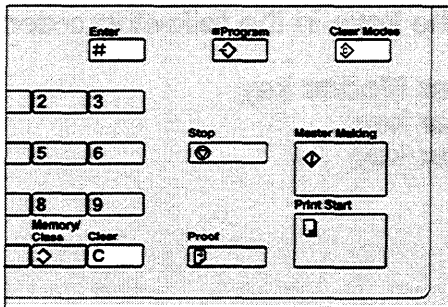 Enter #Program Clear Modes
#
2 3
Stop Master Making
5 6
8 9
Print Start
Memory/
Class Clear Proof
C